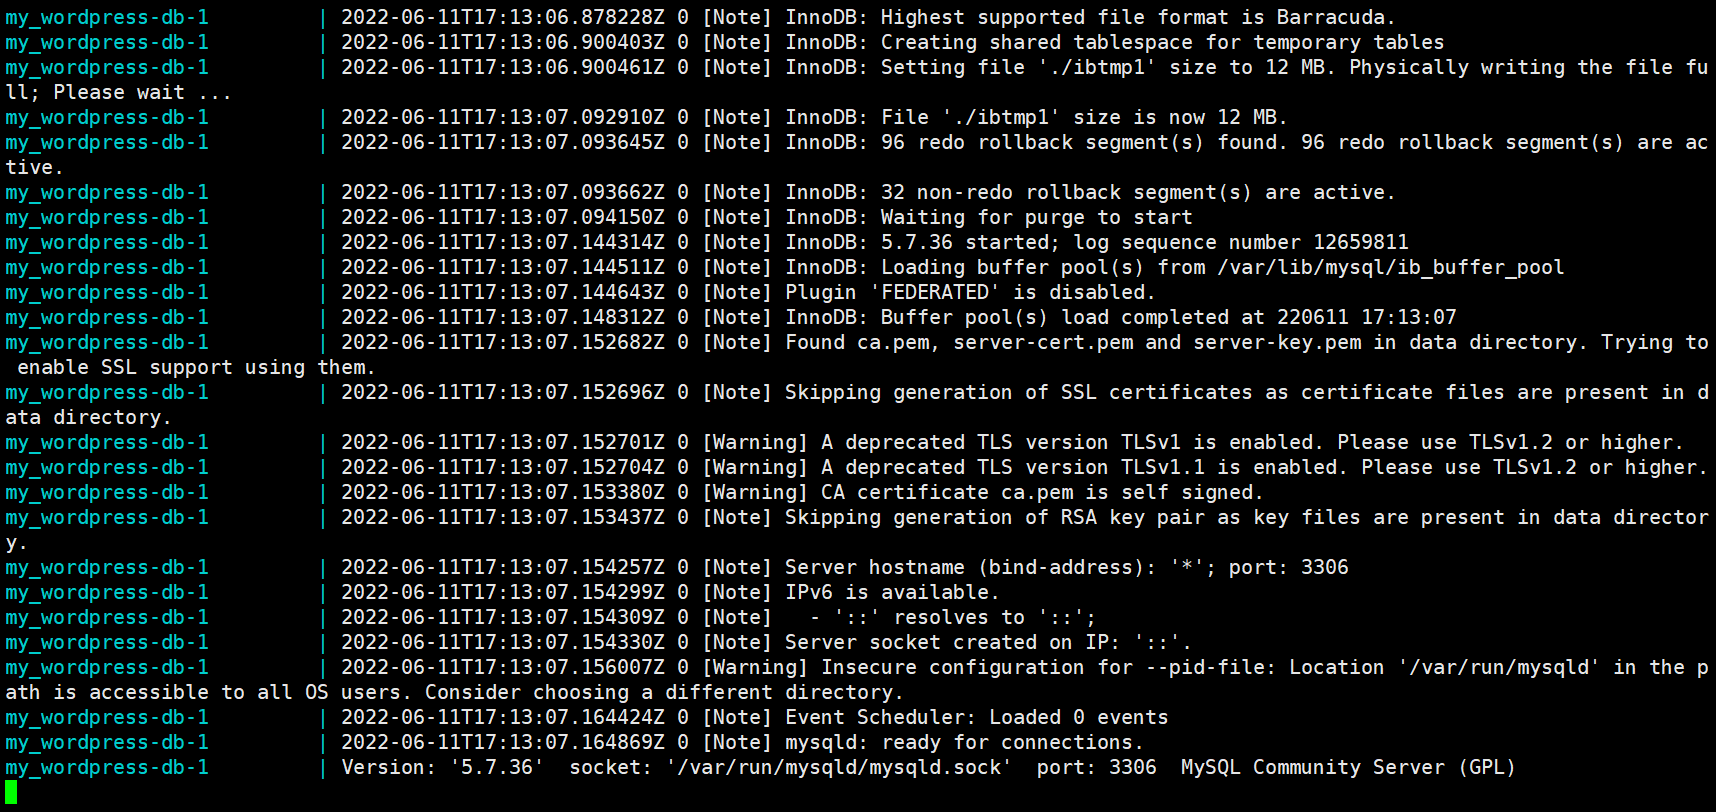 my_wordpress-db-1         | 2022-06-11T17:13:06.878228Z 0 [Note] InnoDB: Highest supported file format is Barracuda.
my_wordpress-db-1         | 2022-06-11T17:13:06.900403Z 0 [Note] InnoDB: Creating shared tablespace for temporary tables
my_wordpress-db-1         | 2022-06-11T17:13:06.900461Z 0 [Note] InnoDB: Setting file './ibtmp1' size to 12 MB. Physically writing the file fu
ll; Please wait ...
my_wordpress-db-1         | 2022-06-11T17:13:07.092910Z 0 [Note] InnoDB: File './ibtmp1' size is now 12 MB.
my_wordpress-db-1         | 2022-06-11T17:13:07.093645Z 0 [Note] InnoDB: 96 redo rollback segment(s) found. 96 redo rollback segment(s) are ac
tive.
my_wordpress-db-1         | 2022-06-11T17:13:07.093662Z 0 [Note] InnoDB: 32 non-redo rollback segment(s) are active.
my_wordpress-db-1         | 2022-06-11T17:13:07.094150Z 0 [Note] InnoDB: Waiting for purge to start
my_wordpress-db-1         | 2022-06-11T17:13:07.144314Z 0 [Note] InnoDB: 5.7.36 started; log sequence number 12659811
my_wordpress-db-1         | 2022-06-11T17:13:07.144511Z 0 [Note] InnoDB: Loading buffer pool(s) from /var/lib/mysql/ib_buffer_pool
my_wordpress-db-1         | 2022-06-11T17:13:07.144643Z 0 [Note] Plugin 'FEDERATED' is disabled.
my_wordpress-db-1         | 2022-06-11T17:13:07.148312Z 0 [Note] InnoDB: Buffer pool(s) load completed at 220611 17:13:07
my_wordpress-db-1         | 2022-06-11T17:13:07.152682Z 0 [Note] Found ca.pem, server-cert.pem and server-key.pem in data directory. Trying to
 enable SSL support using them.
my_wordpress-db-1         | 2022-06-11T17:13:07.152696Z 0 [Note] Skipping generation of SSL certificates as certificate files are present in d
ata directory.
my_wordpress-db-1         | 2022-06-11T17:13:07.152701Z 0 [Warning] A deprecated TLS version TLSv1 is enabled. Please use TLSv1.2 or higher.
my_wordpress-db-1         | 2022-06-11T17:13:07.152704Z 0 [Warning] A deprecated TLS version TLSv1.1 is enabled. Please use TLSv1.2 or higher.
my_wordpress-db-1         | 2022-06-11T17:13:07.153380Z 0 [Warning] CA certificate ca.pem is self signed.
my_wordpress-db-1         | 2022-06-11T17:13:07.153437Z 0 [Note] Skipping generation of RSA key pair as key files are present in data director
y.
my_wordpress-db-1         | 2022-06-11T17:13:07.154257Z 0 [Note] Server hostname (bind-address): '*'; port: 3306
my_wordpress-db-1         | 2022-06-11T17:13:07.154299Z 0 [Note] IPv6 is available.
my_wordpress-db-1         | 2022-06-11T17:13:07.154309Z 0 [Note]   - '::' resolves to '::';
my_wordpress-db-1         | 2022-06-11T17:13:07.154330Z 0 [Note] Server socket created on IP: '::'.
my_wordpress-db-1         | 2022-06-11T17:13:07.156007Z 0 [Warning] Insecure configuration for --pid-file: Location '/var/run/mysqld' in the p
ath is accessible to all OS users. Consider choosing a different directory.
my_wordpress-db-1         | 2022-06-11T17:13:07.164424Z 0 [Note] Event Scheduler: Loaded 0 events
my_wordpress-db-1         | 2022-06-11T17:13:07.164869Z 0 [Note] mysqld: ready for connections.
my_wordpress-db-1         | Version: '5.7.36'  socket: '/var/run/mysqld/mysqld.sock'  port: 3306  MySQL Community Server (GPL)